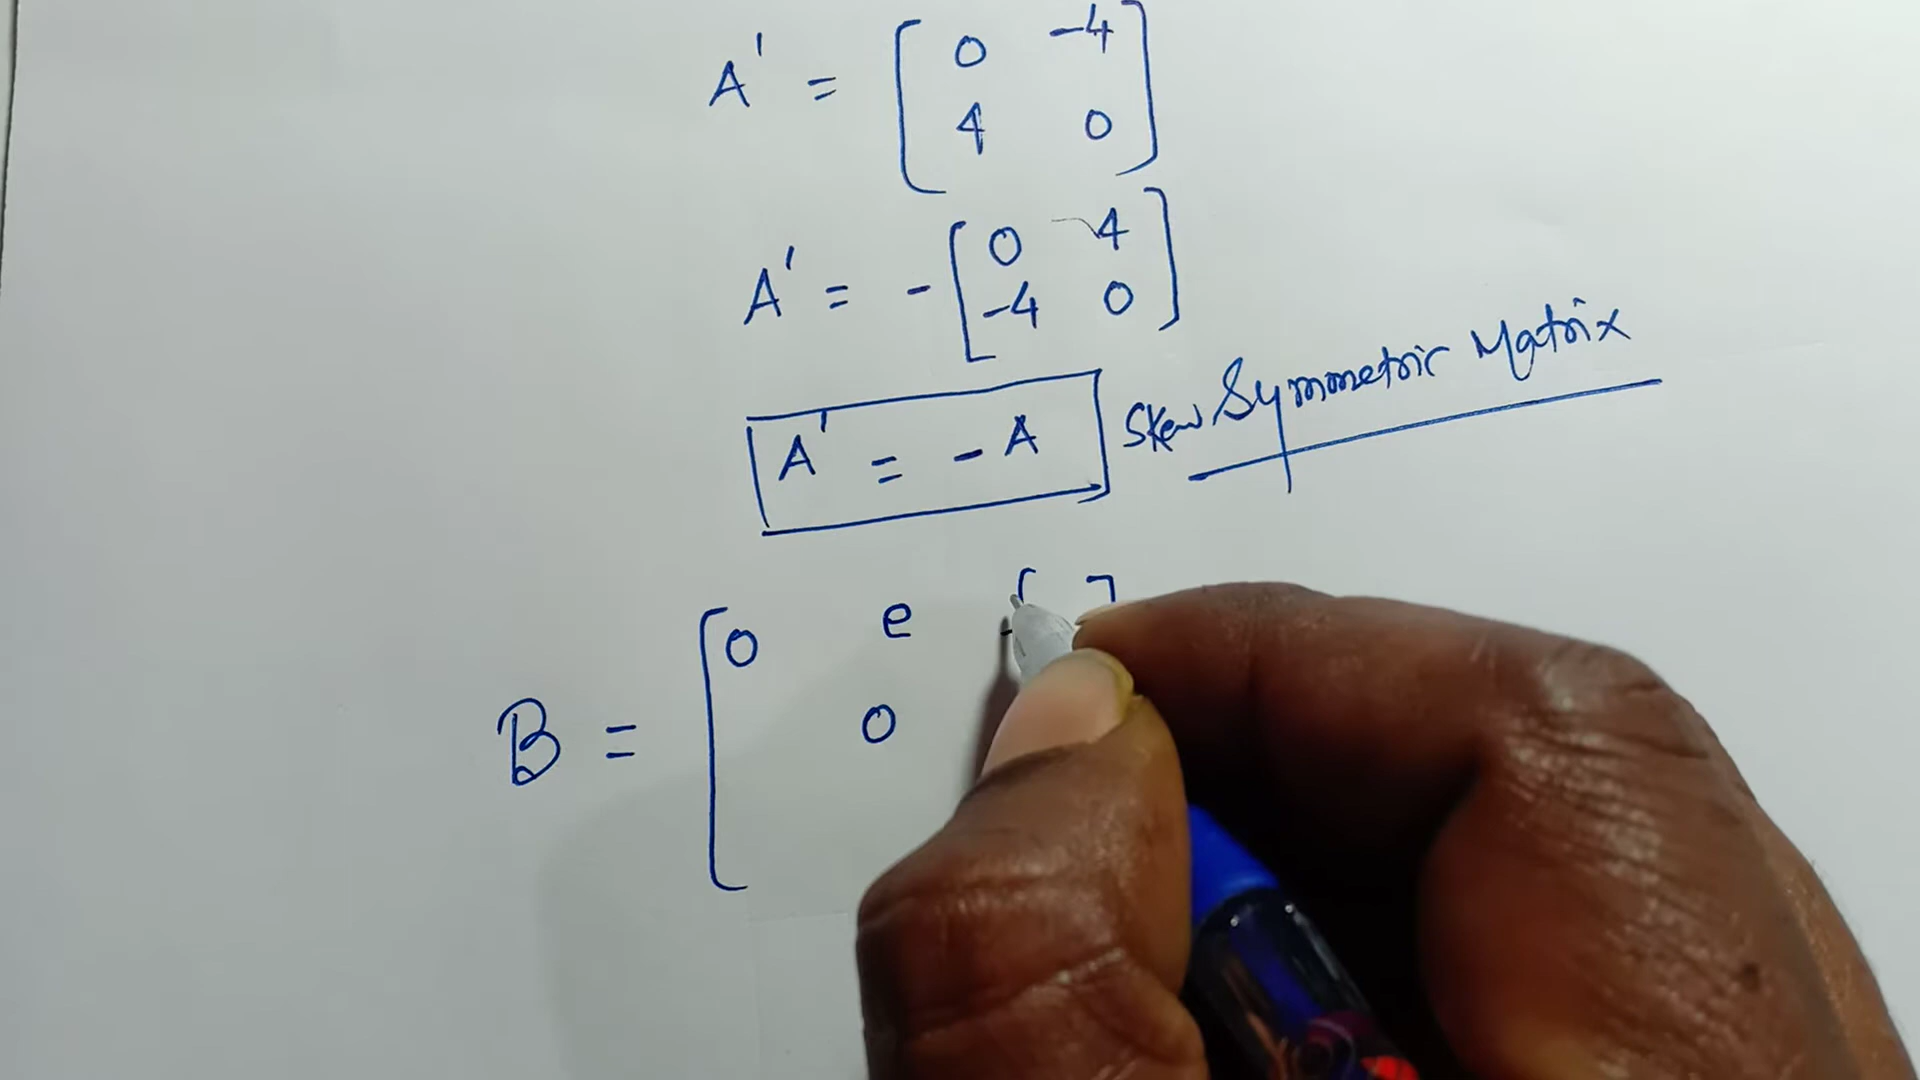 A' = [ 0 -4
4 0 ]
A' = - [ 0 4
-4 0 ]
A' = - A Skew Symmetric Matrix
B = [ 0 e f ]
0